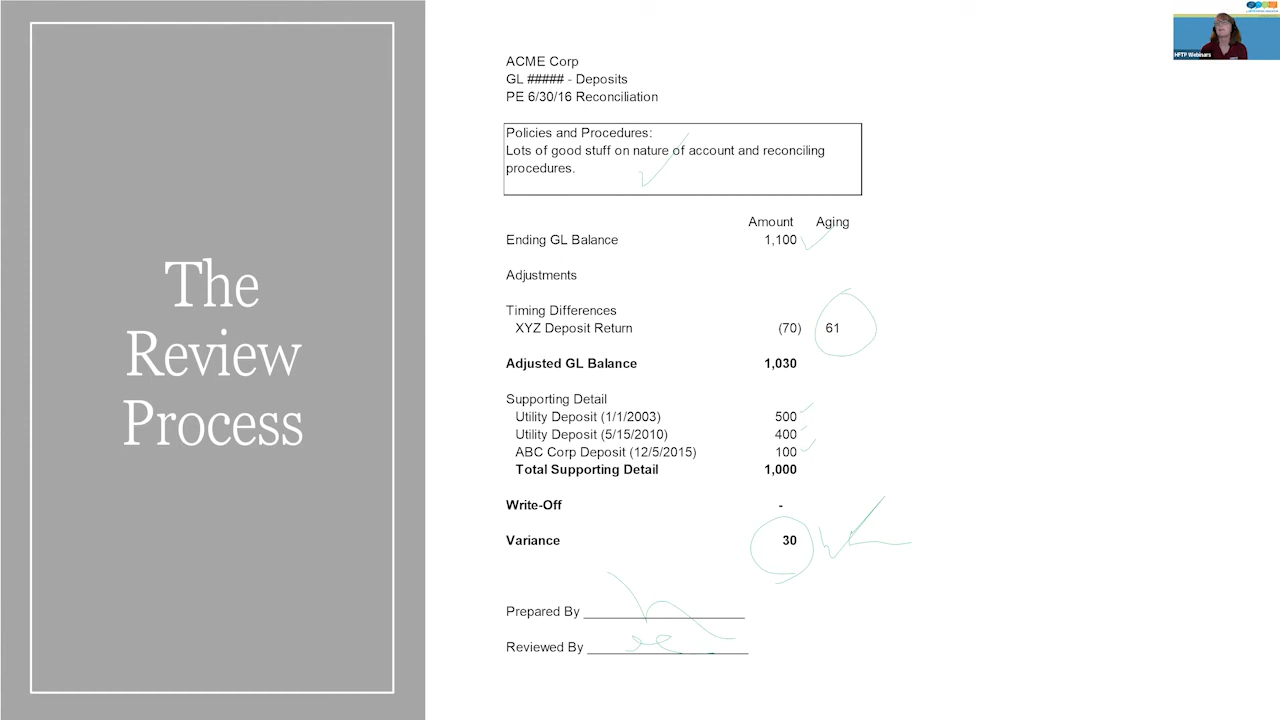 The
Review
Process
ACME Corp
GL ##### - Deposits
PE 6/30/16 Reconciliation
Policies and Procedures:
Lots of good stuff on nature of account and reconciling
procedures.
Amount Aging
Ending GL Balance 1,100
Adjustments
Timing Differences
XYZ Deposit Return (70) 61
Adjusted GL Balance 1,030
Supporting Detail
Utility Deposit (1/1/2003) 500
Utility Deposit (5/15/2010) 400
ABC Corp Deposit (12/5/2015) 100
Total Supporting Detail 1,000
Write-Off -
Variance 30
Prepared By
Reviewed By
HFTP Webinars